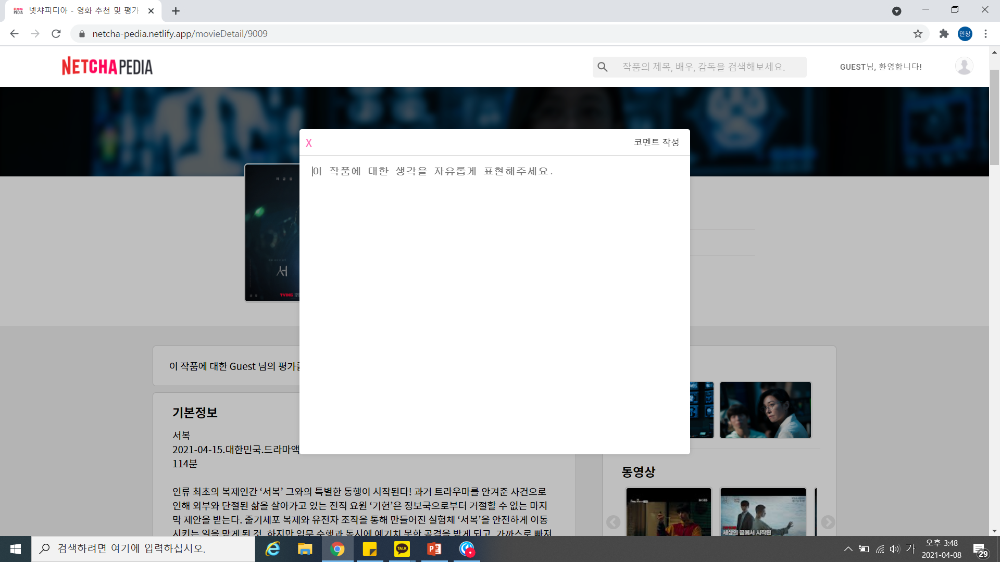 NETCHA PEDIA
넷챠피디아 - 영화 추천 및 평가
netcha-pedia.netlify.app/movieDetail/9009
민창
NETCHAPEDIA
작품의 제목, 배우, 감독을 검색해보세요.
GUEST님, 환영합니다!
X
코멘트 작성
이 작품에 대한 생각을 자유롭게 표현해주세요.
서
TVING
이 작품에 대한 Guest 님의 평가를
기본정보
서복
2021-04-15.대한민국.드라마액
114분
인류 최초의 복제인간 ‘서복’ 그와의 특별한 동행이 시작된다! 과거 트라우마를 안겨준 사건으로
인해 외부와 단절된 삶을 살아가고 있는 전직 요원 ‘기헌’은 정보국으로부터 거절할 수 없는 마지
막 제안을 받는다. 줄기세포 복제와 유전자 조작을 통해 만들어진 실험체 ‘서복’을 안전하게 이동
시키는 일을 맡게 된 것. 하지만 임무 수행과 동시에 예기치 못한 공격을 받게 되고, 가까스로 빠져
동영상
SBS
세상의 끝에서 시작된
검색하려면 여기에 입력하십시오.
TALK
가
오후 3:48
2021-04-08
29